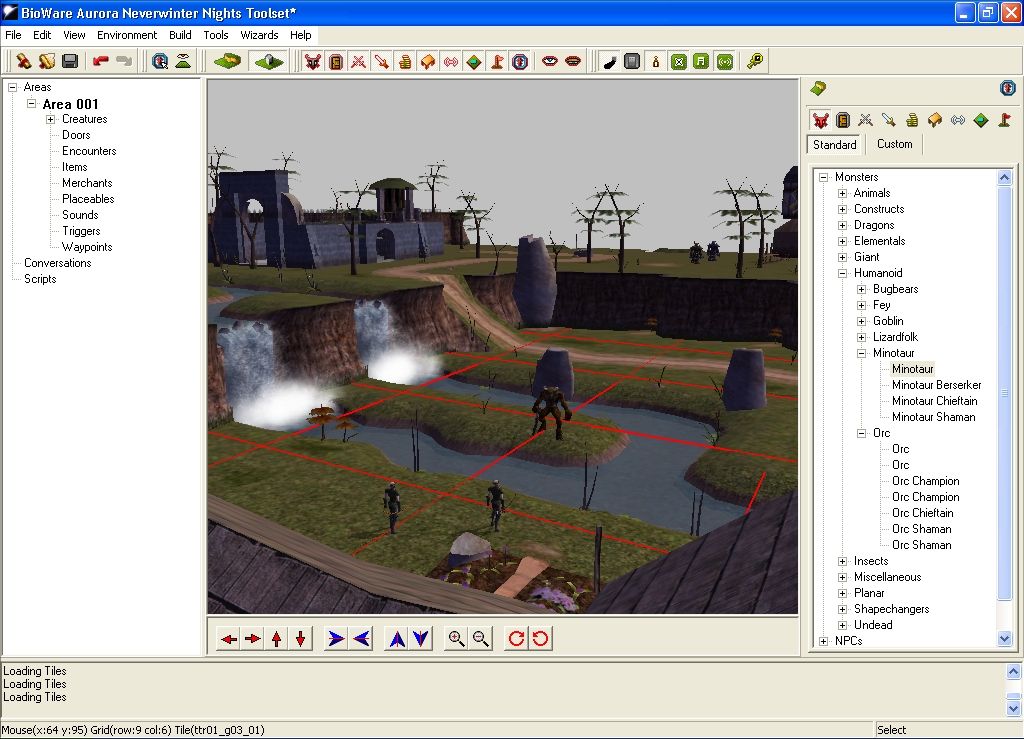 BioWare Aurora Neverwinter Nights Toolset*
File Edit View Environment Build Tools Wizards Help
Areas
Area 001
Creatures
Doors
Encounters
Items
Merchants
Placeables
Sounds
Triggers
Waypoints
Conversations
Scripts
Standard Custom
Monsters
Animals
Constructs
Dragons
Elementals
Giant
Humanoid
Bugbears
Fey
Goblin
Lizardfolk
Minotaur
Minotaur
Minotaur Berserker
Minotaur Chieftain
Minotaur Shaman
Orc
Orc
Orc
Orc Champion
Orc Champion
Orc Chieftain
Orc Shaman
Orc Shaman
Insects
Miscellaneous
Planar
Shapechangers
Undead
NPCs
Loading Tiles
Loading Tiles
Loading Tiles
Mouse(x:64 y:95) Grid(row:9 col:6) Tile(ttr01_g03_01) Select